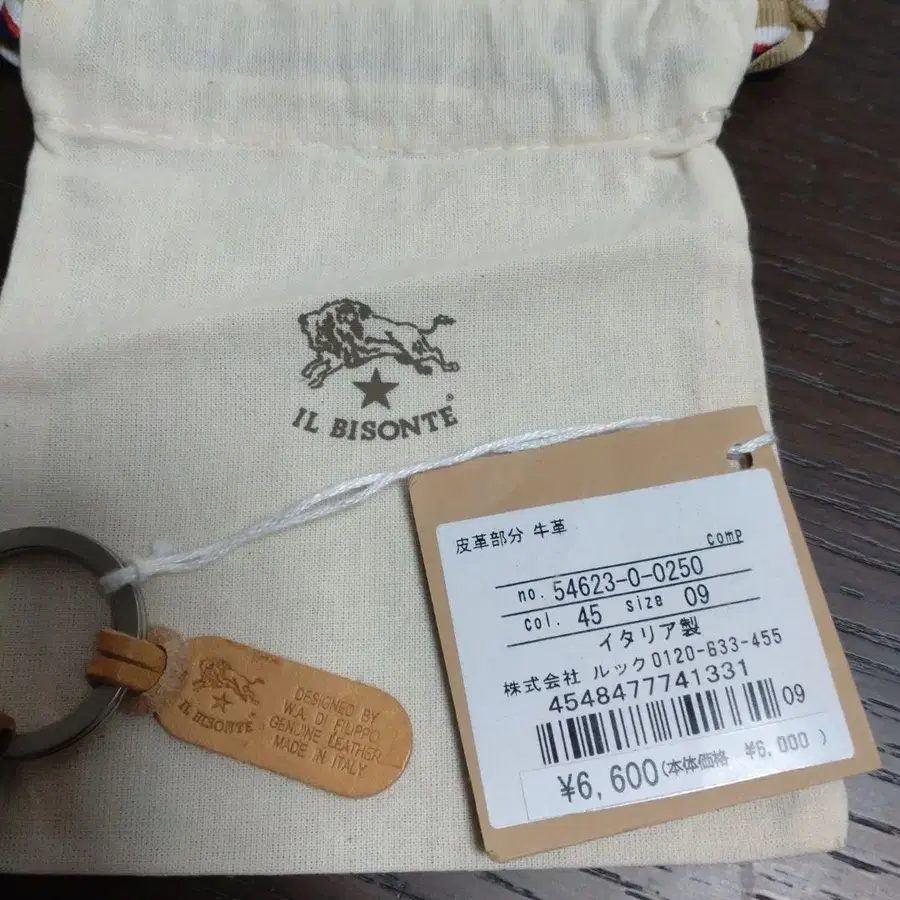 IL BISONTE®
皮革部分 牛革
comp
no. 54623-0-0250
col. 45 size 09
イタリア製
株式会社 ルック 0120-633-455
4548477741331
09
¥6,600(本体価格 ¥6,000 )
IL BISONTE
DESIGNED BY
W.A. DI FILIPPO
GENUINE LEATHER
MADE IN ITALY